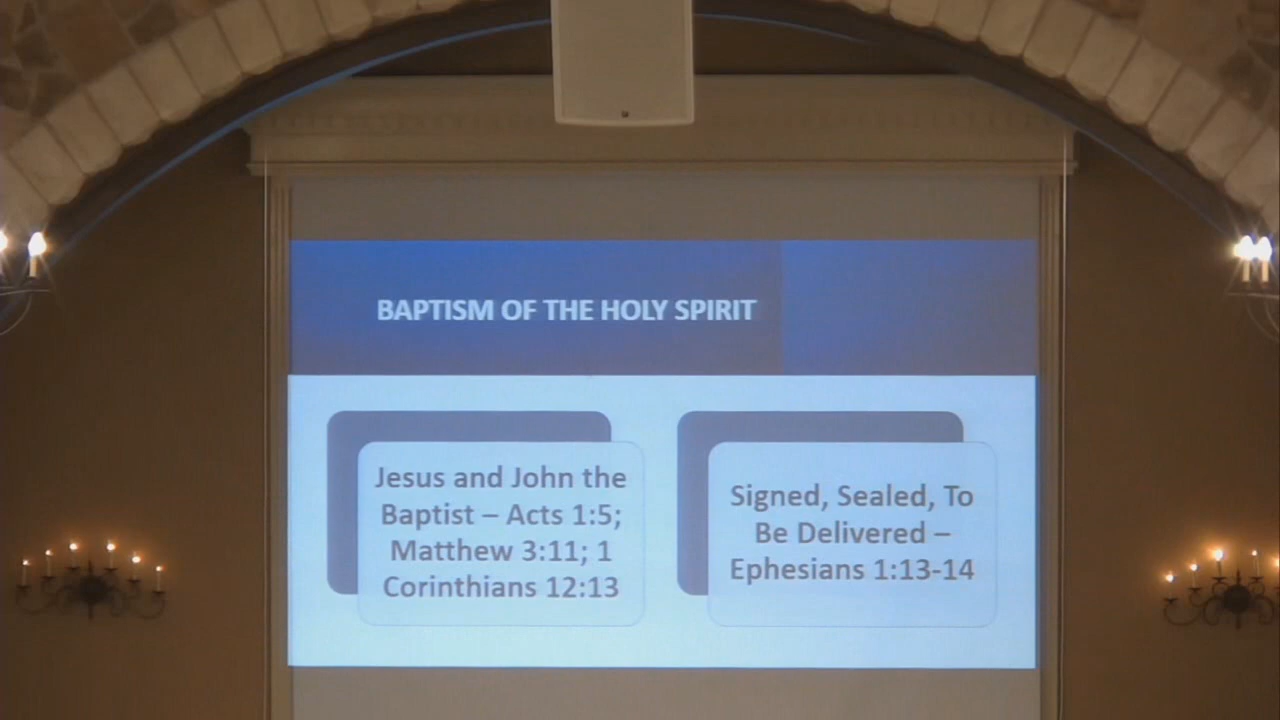 BAPTISM OF THE HOLY SPIRIT
Jesus and John the
Baptist – Acts 1:5;
Matthew 3:11; 1
Corinthians 12:13
Signed, Sealed, To
Be Delivered –
Ephesians 1:13-14